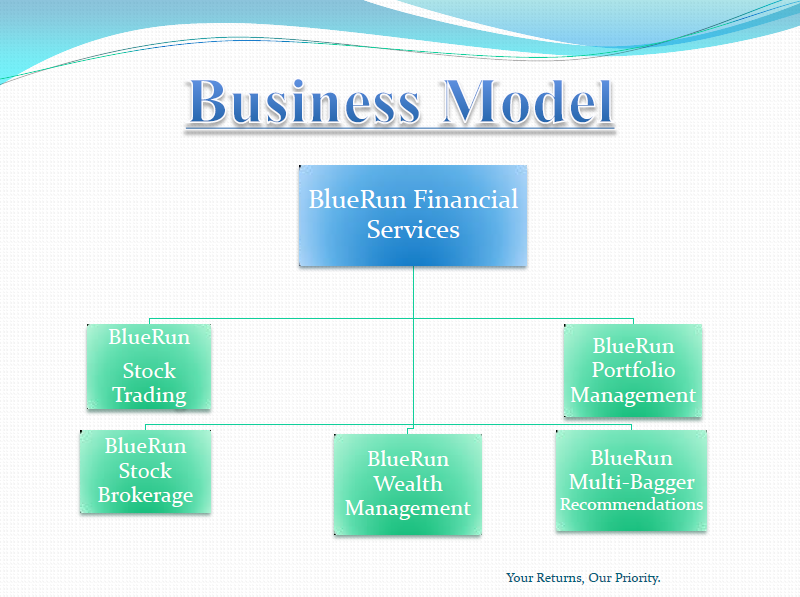 Business Model
BlueRun Financial
Services
BlueRun
Stock
Trading
BlueRun
Portfolio
Management
BlueRun
Stock
Brokerage
BlueRun
Wealth
Management
BlueRun
Multi-Bagger
Recommendations
Your Returns, Our Priority.